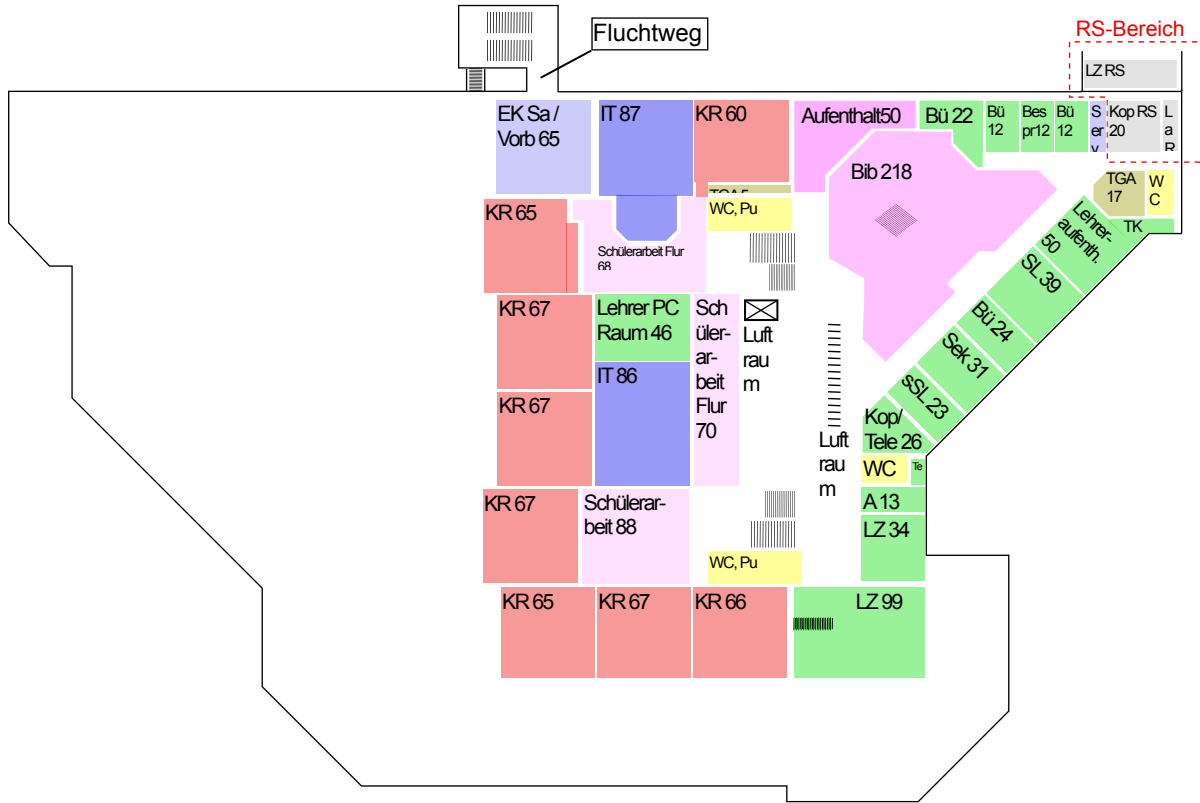 Fluchtweg
RS-Bereich
LZ RS
EK Sa /
Vorb 65
IT 87
KR 60
Aufenthalt50
Bü 22
Bü
12
Bes
pr12
Bü
12
S
er
v
Kop RS
20
L
a
R
Bib 218
TGA
17
W
C
TK
WC, Pu
KR 65
Schülerarbeit Flur
68
Lehrer-
aufenth.
50
SL 39
Bü 24
Sek 31
sSL 23
Kop/
Tele 26
KR 67
Lehrer PC
Raum 46
Sch
üler-
ar-
beit
Flur
70
Luft
rau
m
IT 86
KR 67
Luft
rau
m
WC
Te
A 13
LZ 34
KR 67
Schülerar-
beit 88
WC, Pu
KR 65
KR 67
KR 66
LZ 99